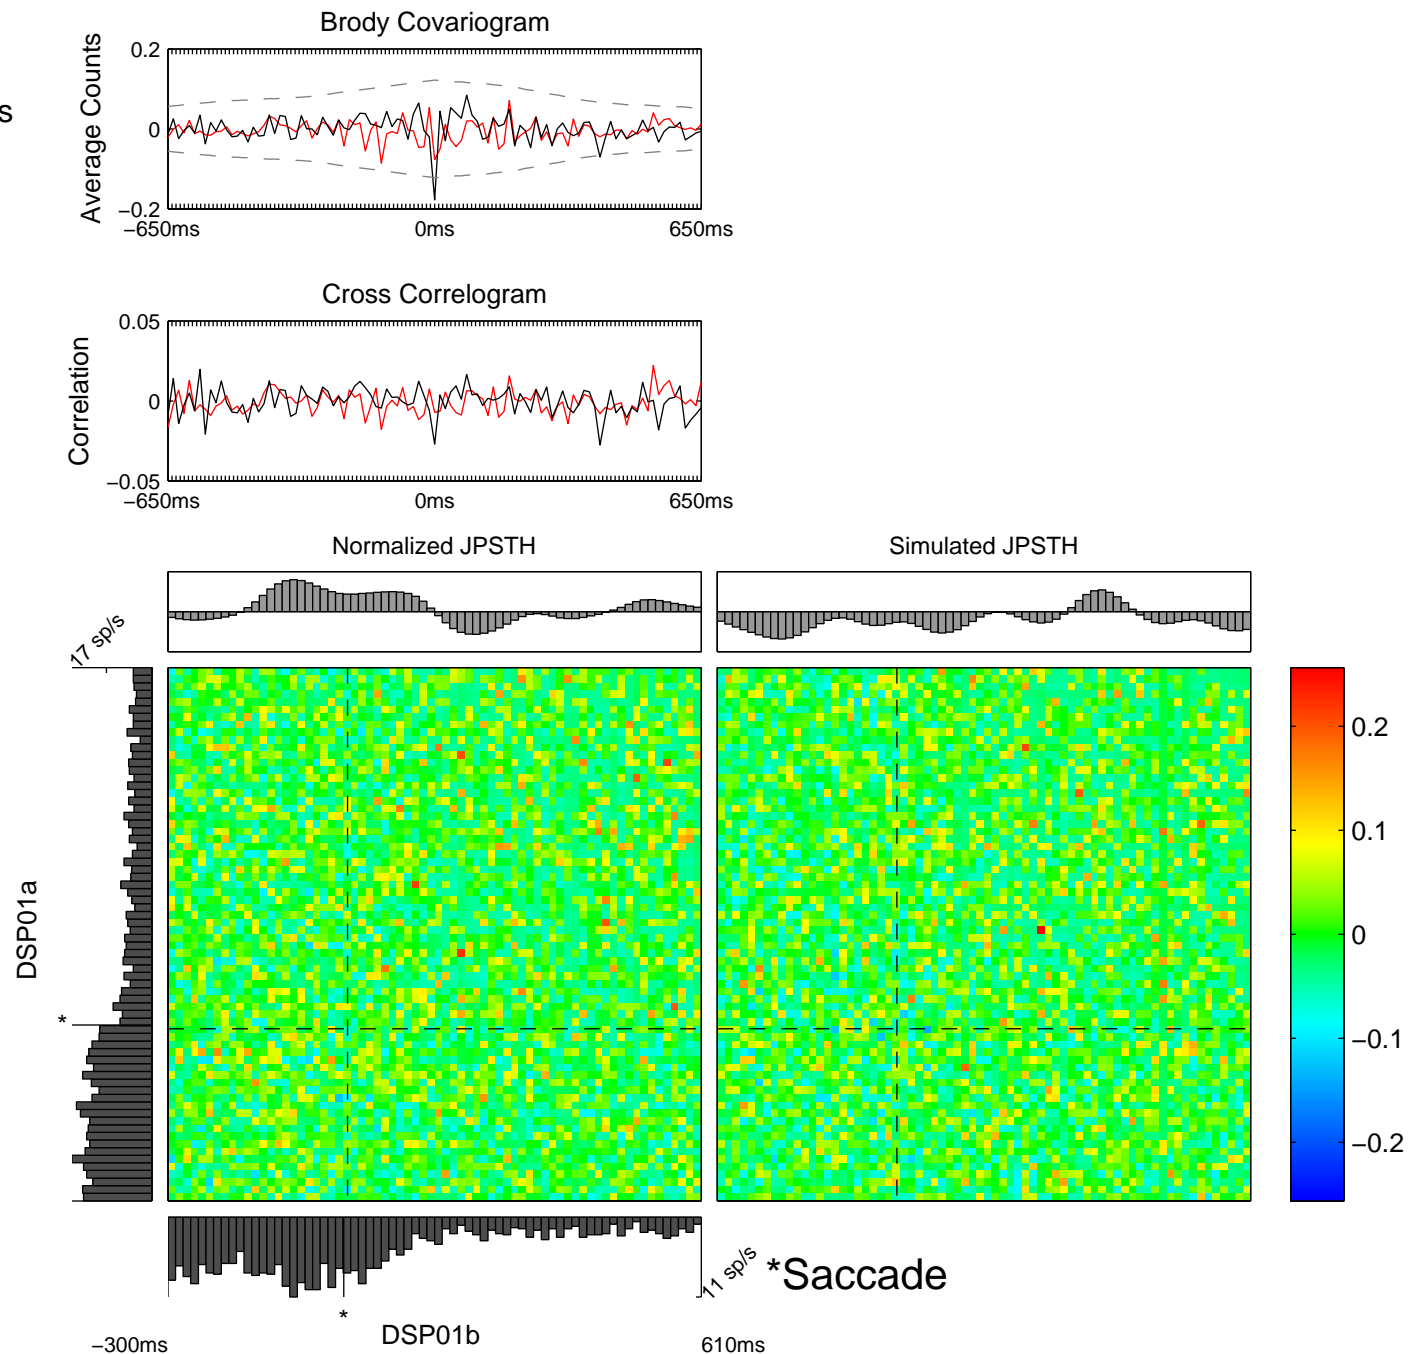 Brody Covariogram
s
Average Counts
0.2
0
−0.2
−650ms
0ms
650ms
Cross Correlogram
Correlation
0.05
0
−0.05
−650ms
0ms
650ms
Normalized JPSTH
Simulated JPSTH
17 sp/s
DSP01a
*
0.2
0.1
0
−0.1
−0.2
11 sp/s
*Saccade
*
DSP01b
−300ms
610ms